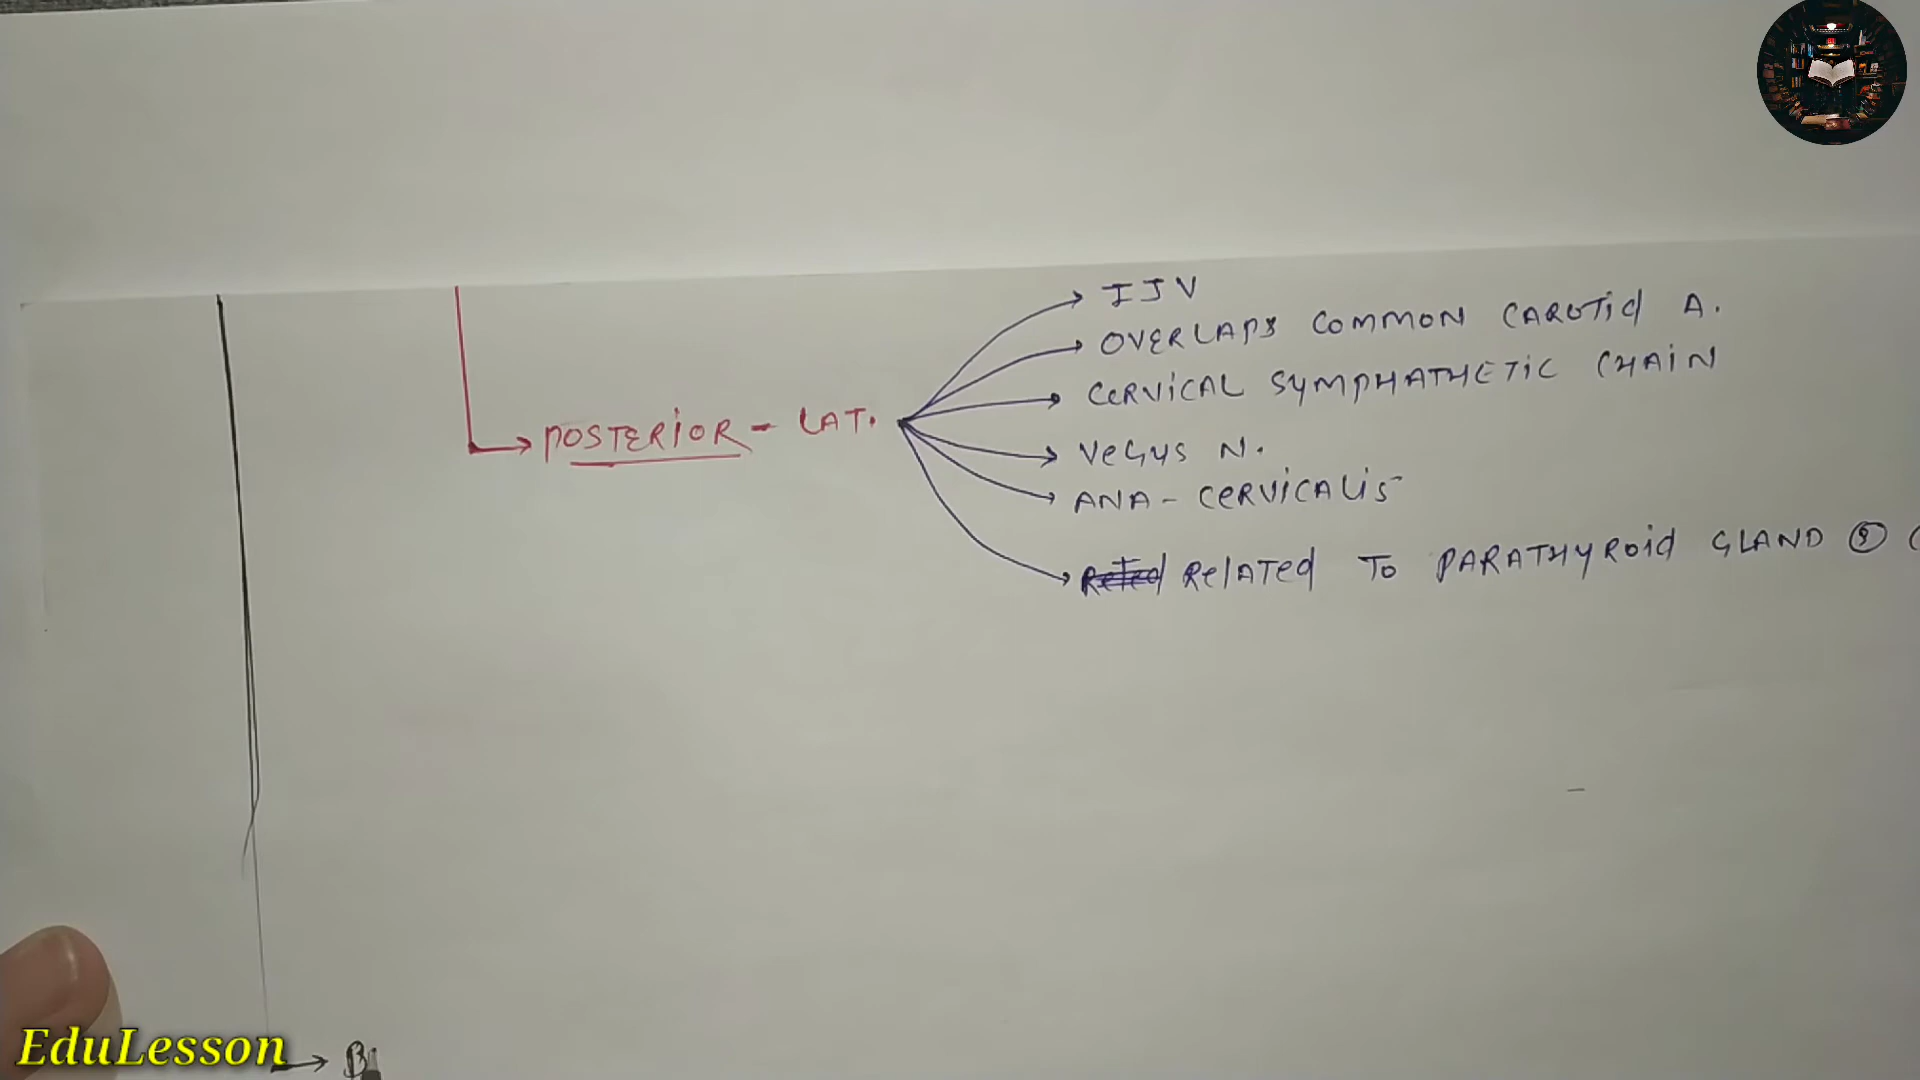 IJV
OVERLAPS COMMON CAROTID A.
CERVICAL SYMPHATHETIC CHAIN
POSTERIOR - LAT.
VEGUS N.
ANA - CERVICALIS
RELATED TO PARATHYROID GLAND
EduLesson